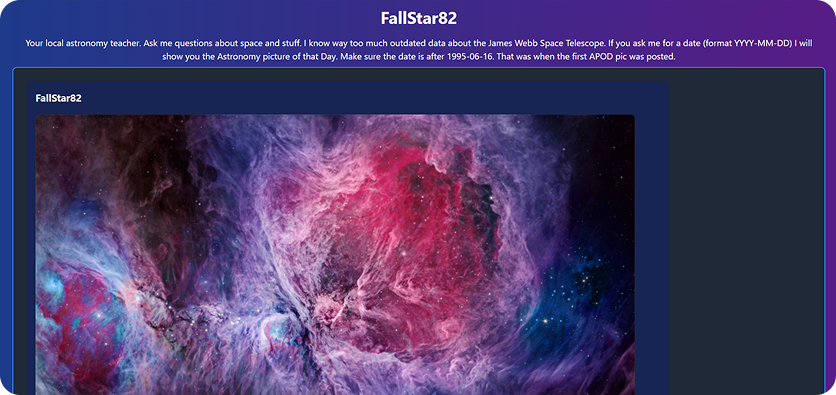 FallStar82
Your local astronomy teacher. Ask me questions about space and stuff. I know way too much outdated data about the James Webb Space Telescope. If you ask me for a date (format YYYY-MM-DD) I will
show you the Astronomy picture of that Day. Make sure the date is after 1995-06-16. That was when the first APOD pic was posted.
FallStar82